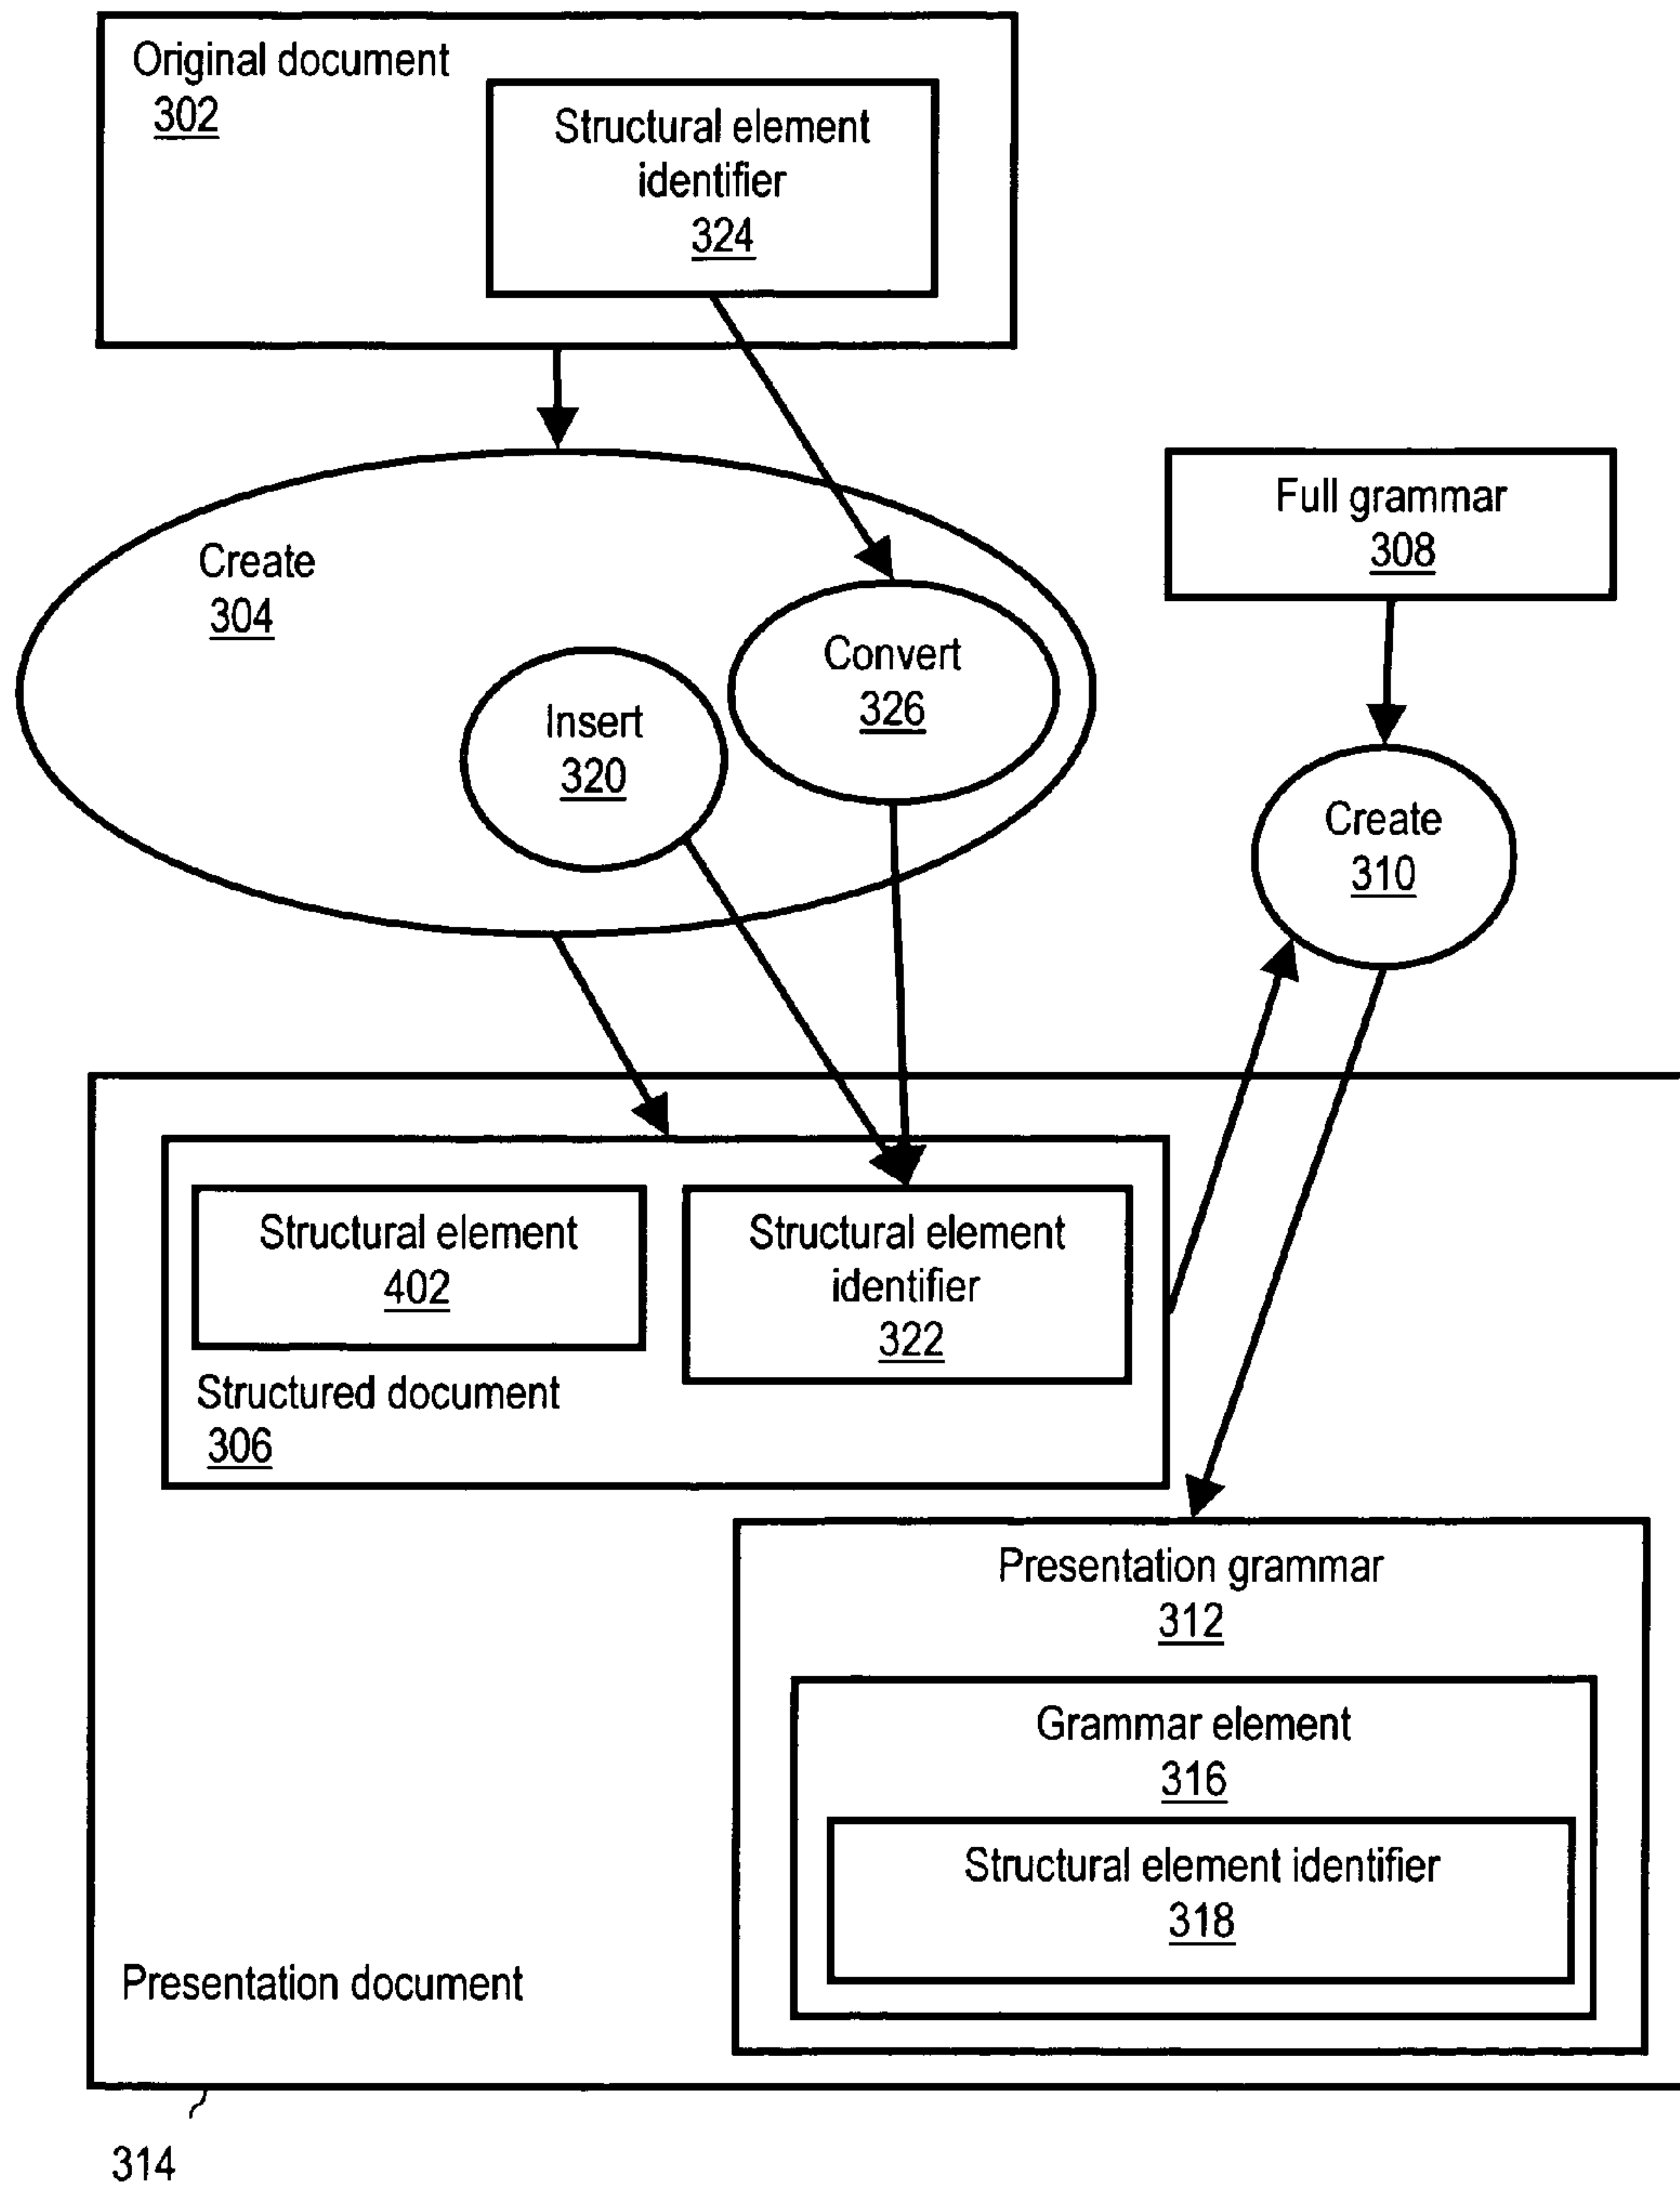 Original document
302
Structural element
identifier
324
Full grammar
308
Create
304
Convert
326
Insert
320
Create
310
Structural element
402
Structural element
identifier
322
Structured document
306
Presentation grammar
312
Grammar element
316
Structural element identifier
318
Presentation document
314